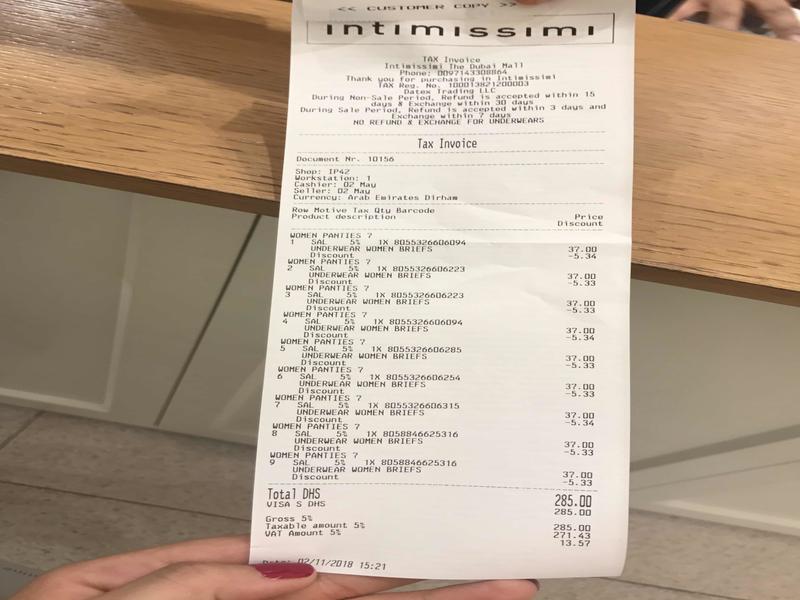 << CUSTOMER COPY >>
intimissimi
TAX Invoice
Intimissimi The Dubai Mall
Phone: 0097143308864
Thank you for purchasing in Intimissimi
TAX Reg. No. 100013821200003
Datex Trading LLC
During Non-Sale Period, Refund is accepted within 15
days & Exchange within 30 days
During Sale Period, Refund is accepted within 3 days and
Exchange within 7 days
NO REFUND & EXCHANGE FOR UNDERWEARS
Tax Invoice
Document Nr. 10156
Shop: IP42
Workstation: 1
Cashier: 02 May
Seller: 02 May
Currency: Arab Emirates Dirham
Row Motive Tax Qty Barcode Price
Product description Discount
WOMEN PANTIES 7
1 SAL 5% 1X 8055326606094 37.00
UNDERWEAR WOMEN BRIEFS
Discount -5.34
WOMEN PANTIES 7
2 SAL 5% 1X 8055326606223 37.00
UNDERWEAR WOMEN BRIEFS
Discount -5.33
WOMEN PANTIES 7
3 SAL 5% 1X 8055326606223 37.00
UNDERWEAR WOMEN BRIEFS
Discount -5.33
WOMEN PANTIES 7
4 SAL 5% 1X 8055326606094 37.00
UNDERWEAR WOMEN BRIEFS
Discount -5.34
WOMEN PANTIES 7
5 SAL 5% 1X 8055326606285 37.00
UNDERWEAR WOMEN BRIEFS
Discount -5.33
WOMEN PANTIES 7
6 SAL 5% 1X 8055326606254 37.00
UNDERWEAR WOMEN BRIEFS
Discount -5.33
WOMEN PANTIES 7
7 SAL 5% 1X 8055326606315 37.00
UNDERWEAR WOMEN BRIEFS
Discount -5.34
WOMEN PANTIES 7
8 SAL 5% 1X 8058846625316 37.00
UNDERWEAR WOMEN BRIEFS
Discount -5.33
WOMEN PANTIES 7
9 SAL 5% 1X 8058846625316 37.00
UNDERWEAR WOMEN BRIEFS
Discount -5.33
Total DHS 285.00
VISA S DHS 285.00
Gross 5% 285.00
Taxable amount 5% 271.43
VAT Amount 5% 13.57
Date: 02/11/2018 15:21